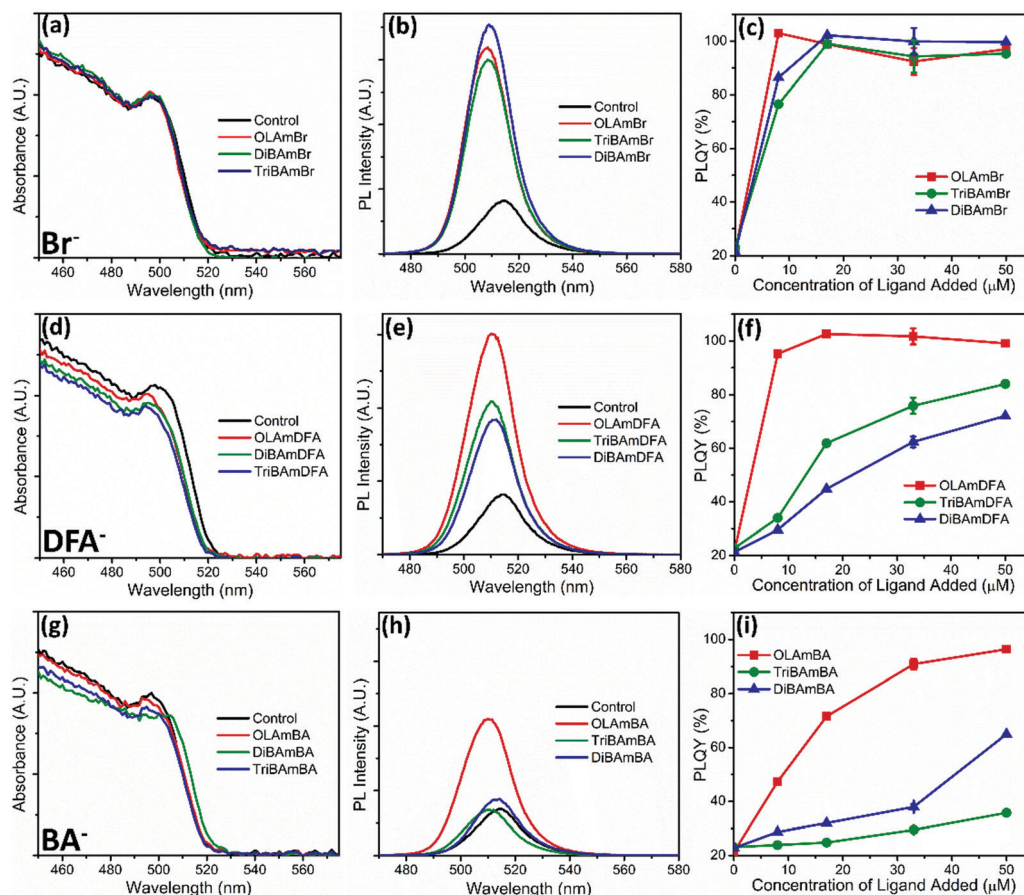 (a)
Absorbance (A.U.)
Control
OLAmBr
DiBAmBr
TriBAmBr
Br-
460 480 500 520 540 560
Wavelength (nm)
(b)
PL Intensity (A.U.)
Control
OLAmBr
TriBAmBr
DiBAmBr
480 500 520 540 560 580
Wavelength (nm)
(c)
PLQY (%)
100
80
60
40
20
OLAmBr
TriBAmBr
DiBAmBr
0 10 20 30 40 50
Concentration of Ligand Added (μM)
(d)
Absorbance (A.U.)
Control
OLAmDFA
DiBAmDFA
TriBAmDFA
DFA-
460 480 500 520 540 560
Wavelength (nm)
(e)
PL Intensity (A.U.)
Control
OLAmDFA
TriBAmDFA
DiBAmDFA
480 500 520 540 560 580
Wavelength (nm)
(f)
PLQY (%)
100
80
60
40
20
OLAmDFA
TriBAmDFA
DiBAmDFA
0 10 20 30 40 50
Concentration of Ligand Added (μM)
(g)
Absorbance (A.U.)
Control
OLAmBA
DiBAmBA
TriBAmBA
BA-
460 480 500 520 540 560
Wavelength (nm)
(h)
PL Intensity (A.U.)
Control
OLAmBA
TriBAmBA
DiBAmBA
480 500 520 540 560 580
Wavelength (nm)
(i)
PLQY (%)
100
80
60
40
20
OLAmBA
TriBAmBA
DiBAmBA
0 10 20 30 40 50
Concentration of Ligand Added (μM)